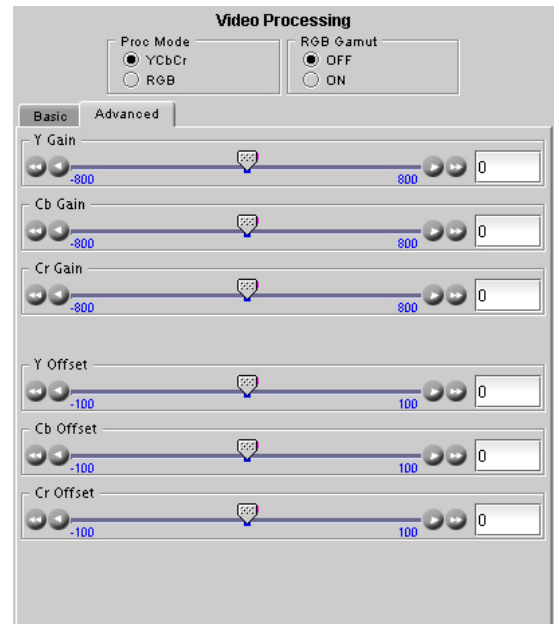 Video Processing
Proc Mode
RGB Gamut
YCbCr
OFF
RGB
ON
Basic
Advanced
Y Gain
-800
800
0
Cb Gain
-800
800
0
Cr Gain
-800
800
0
Y Offset
-100
100
0
Cb Offset
-100
100
0
Cr Offset
-100
100
0